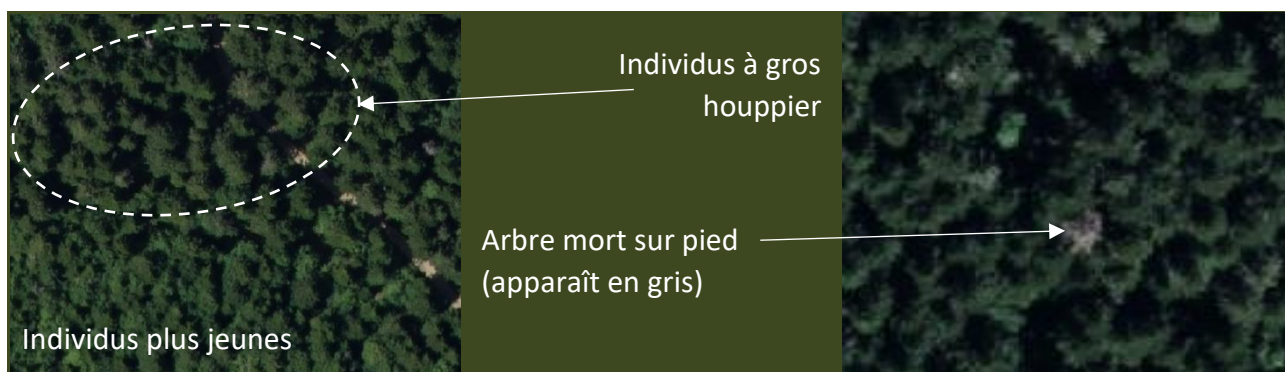 Individus à gros
houppier
Arbre mort sur pied
(apparaît en gris)
Individus plus jeunes